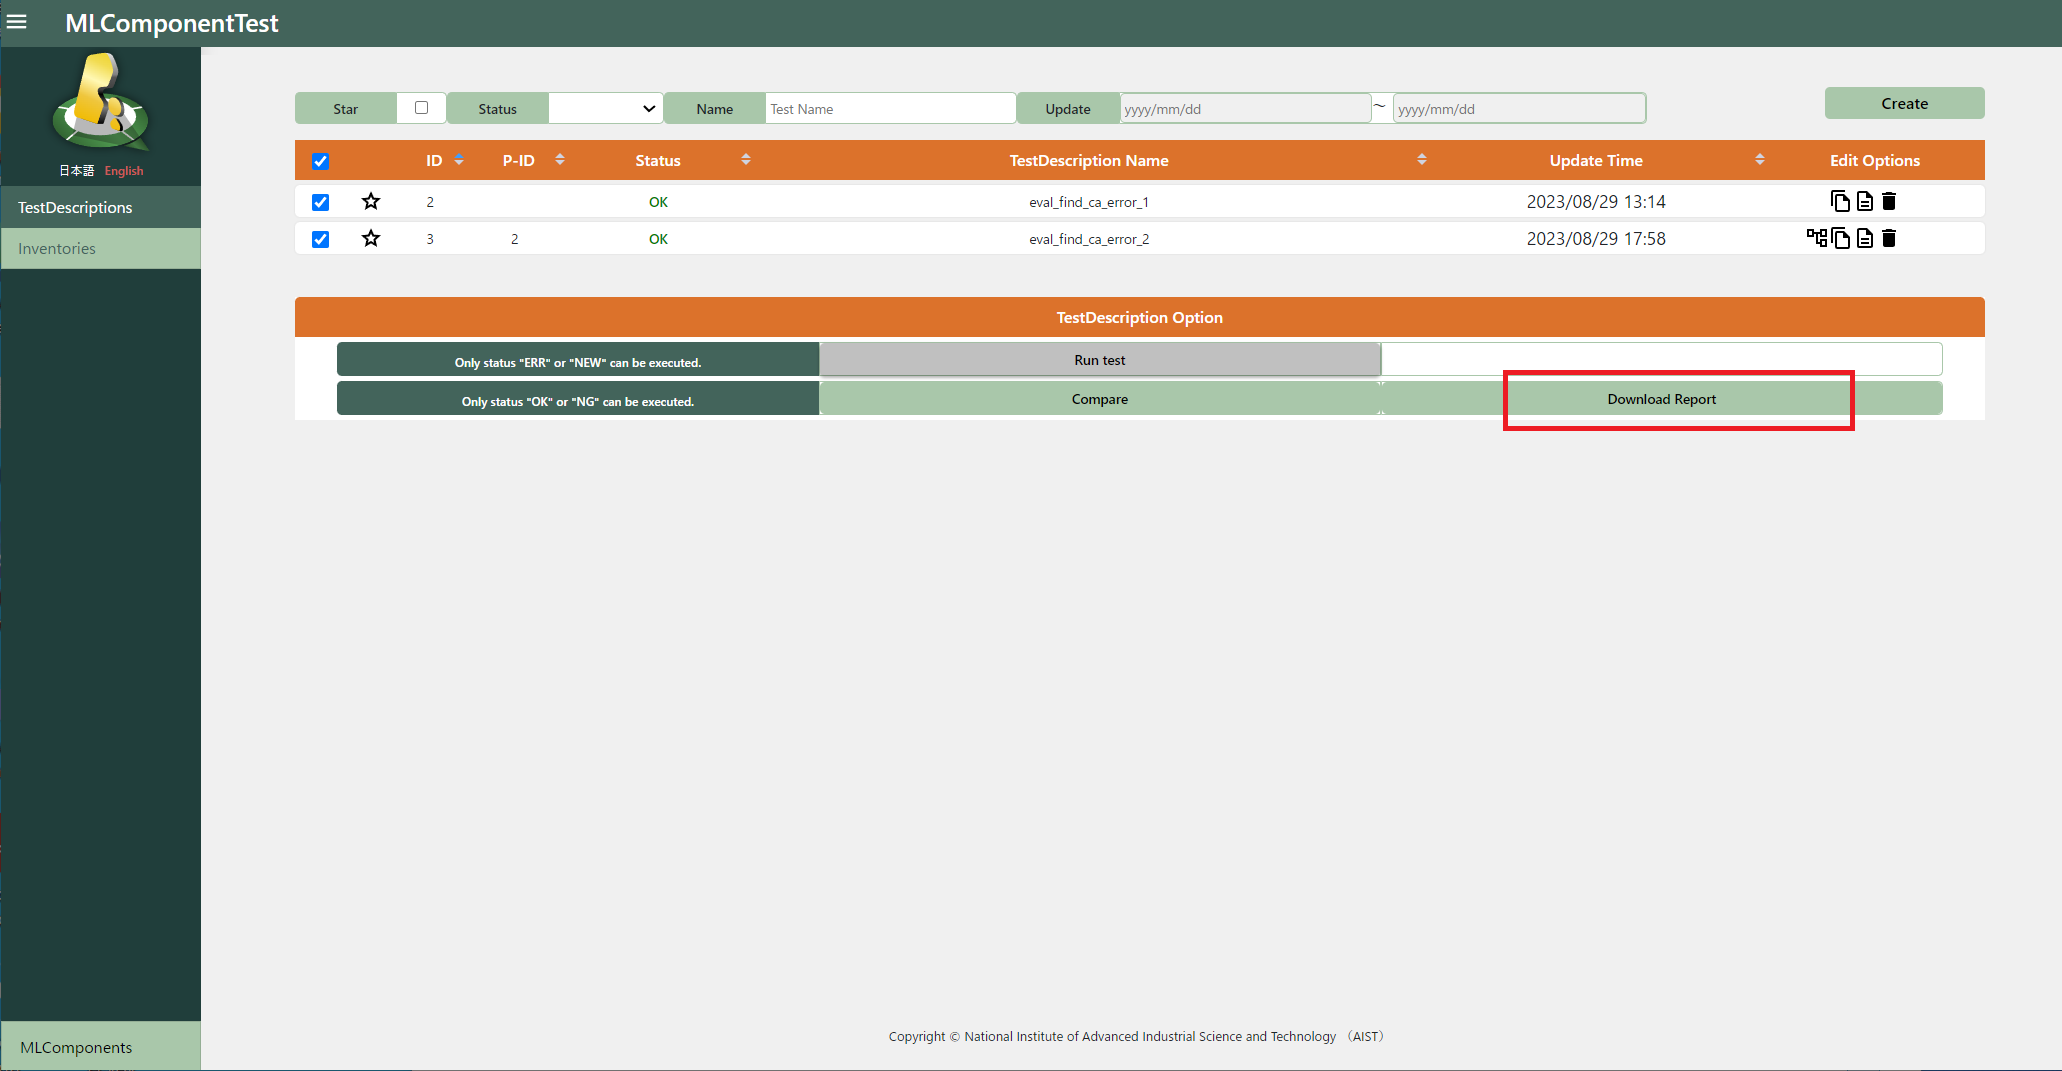 MLComponentTest
日本語 English
TestDescriptions
Inventories
MLComponents
Star Status Name Test Name Update yyyy/mm/dd ~ yyyy/mm/dd Create
ID P-ID Status TestDescription Name Update Time Edit Options
2 OK eval_find_ca_error_1 2023/08/29 13:14
3 2 OK eval_find_ca_error_2 2023/08/29 17:58
TestDescription Option
Only status "ERR" or "NEW" can be executed. Run test
Only status "OK" or "NG" can be executed. Compare Download Report
Copyright © National Institute of Advanced Industrial Science and Technology （AIST）